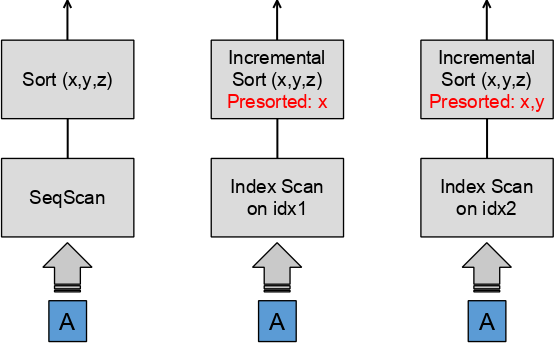 Sort (x,y,z)
SeqScan
A
Incremental
Sort (x,y,z)
Presorted: x
Index Scan
on idx1
A
Incremental
Sort (x,y,z)
Presorted: x,y
Index Scan
on idx2
A